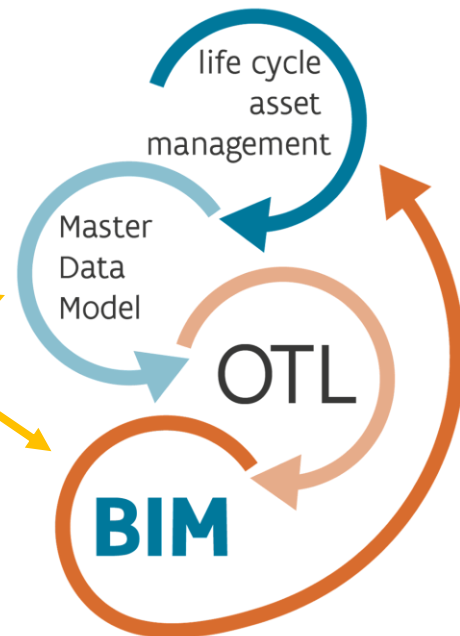 life cycle
asset
management
Master
Data
Model
OTL
BIM